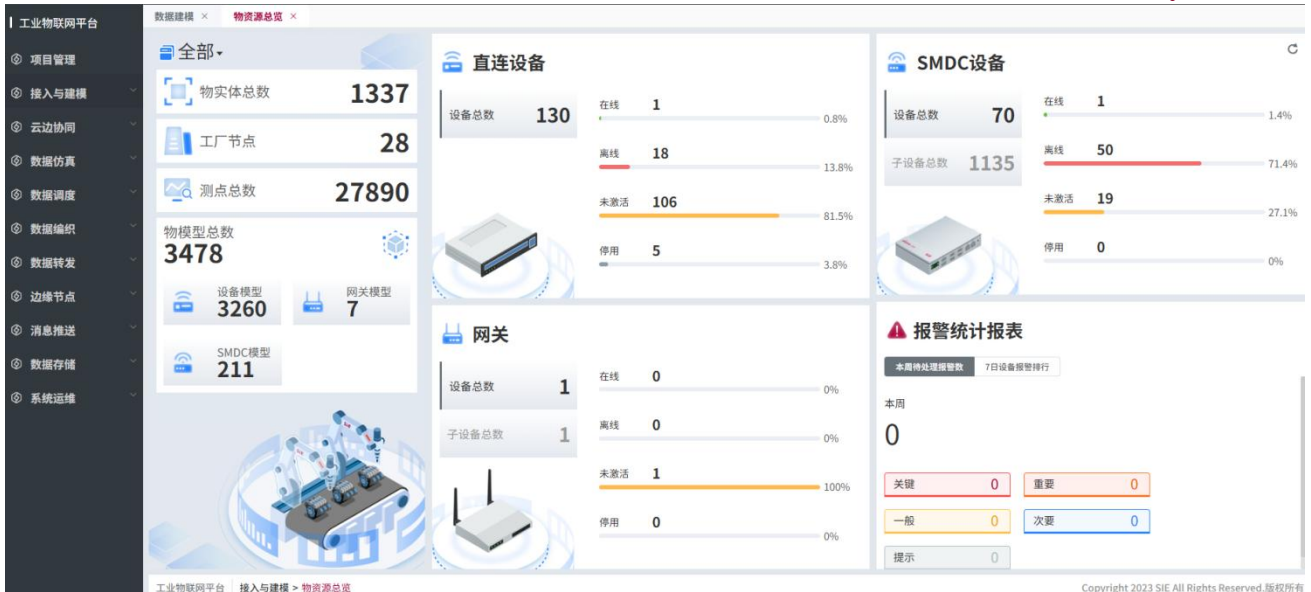 工业物联网平台
项目管理
接入与建模
云边协同
数据仿真
数据调度
数据编织
数据转发
边缘节点
消息推送
数据存储
系统运维
数据建模 × 物资源总览 ×
全部
物实体总数 1337
工厂节点 28
测点总数 27890
物模型总数
3478
设备模型
3260
网关模型
7
SMDC模型
211
直连设备
设备总数 130
在线 1
0.8%
离线 18
13.8%
未激活 106
81.5%
停用 5
3.8%
SMDC设备
设备总数 70
子设备总数 1135
在线 1
1.4%
离线 50
71.4%
未激活 19
27.1%
停用 0
0%
网关
设备总数 1
子设备总数 1
在线 0
0%
离线 0
0%
未激活 1
100%
停用 0
0%
报警统计报表
本周待处理报警数 7日设备报警排行
本周
0
关键 0 重要 0
一般 0 次要 0
提示 0
工业物联网平台 接入与建模 > 物资源总览
Copyright 2023 SIE All Rights Reserved.版权所有